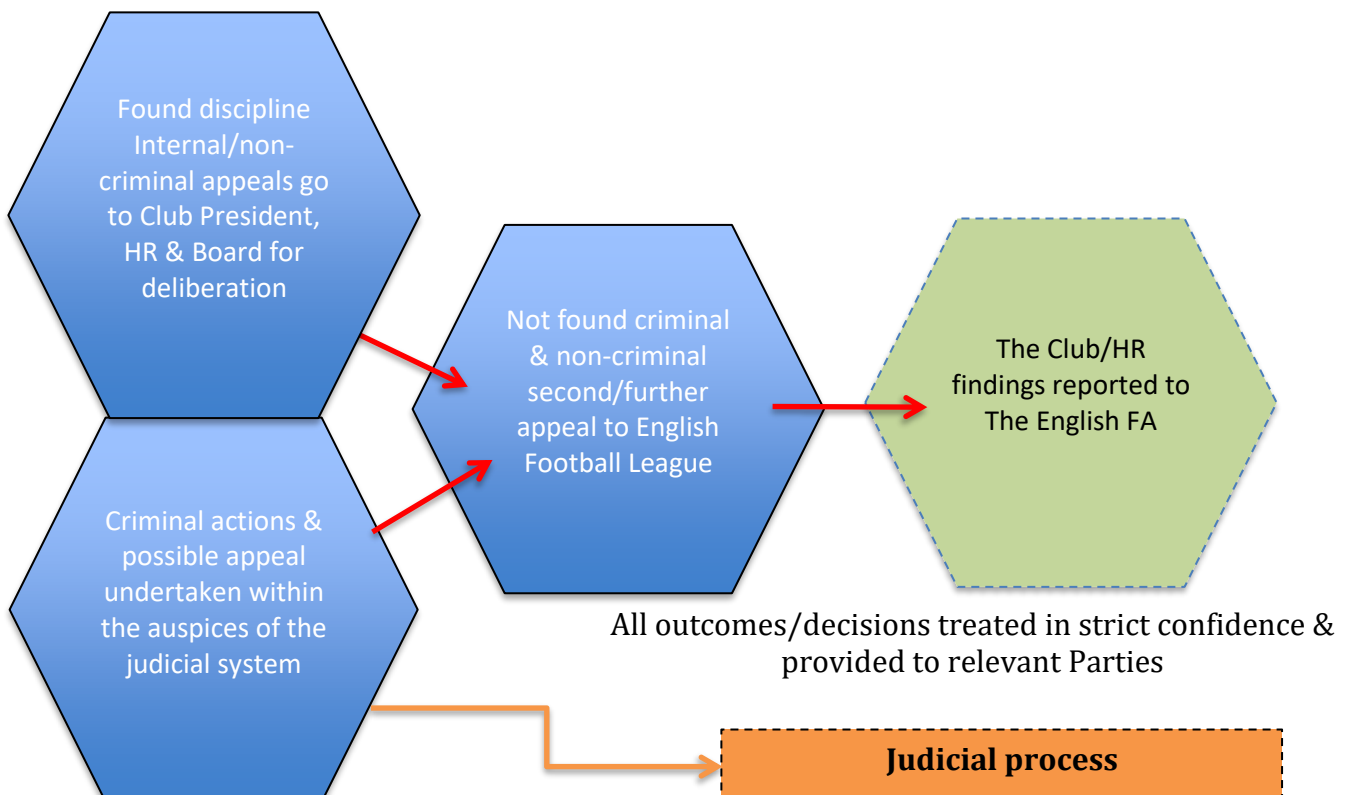 Found discipline
Internal/non-
criminal appeals go
to Club President,
HR & Board for
deliberation
Not found criminal
& non-criminal
second/further
appeal to English
Football League
The Club/HR
findings reported to
The English FA
Criminal actions &
possible appeal
undertaken within
the auspices of the
judicial system
All outcomes/decisions treated in strict confidence &
provided to relevant Parties
Judicial process